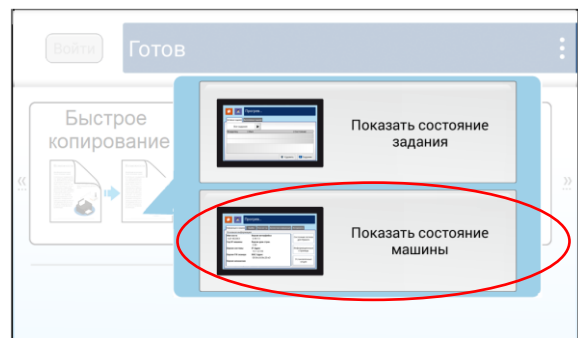 Войти
Готов
Быстрое
копирование
Показать состояние
задания
Показать состояние
машины